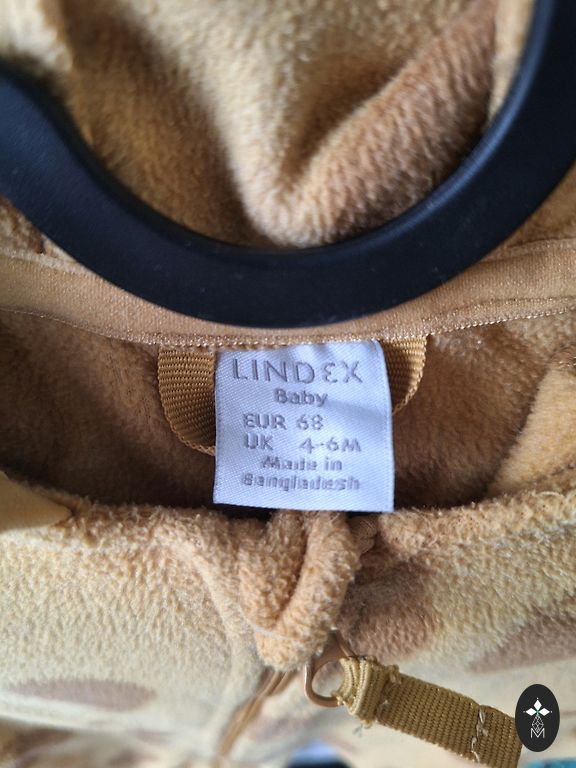 LINDEX
Baby
EUR 68
UK 4-6M
Made in
Bangladesh
M